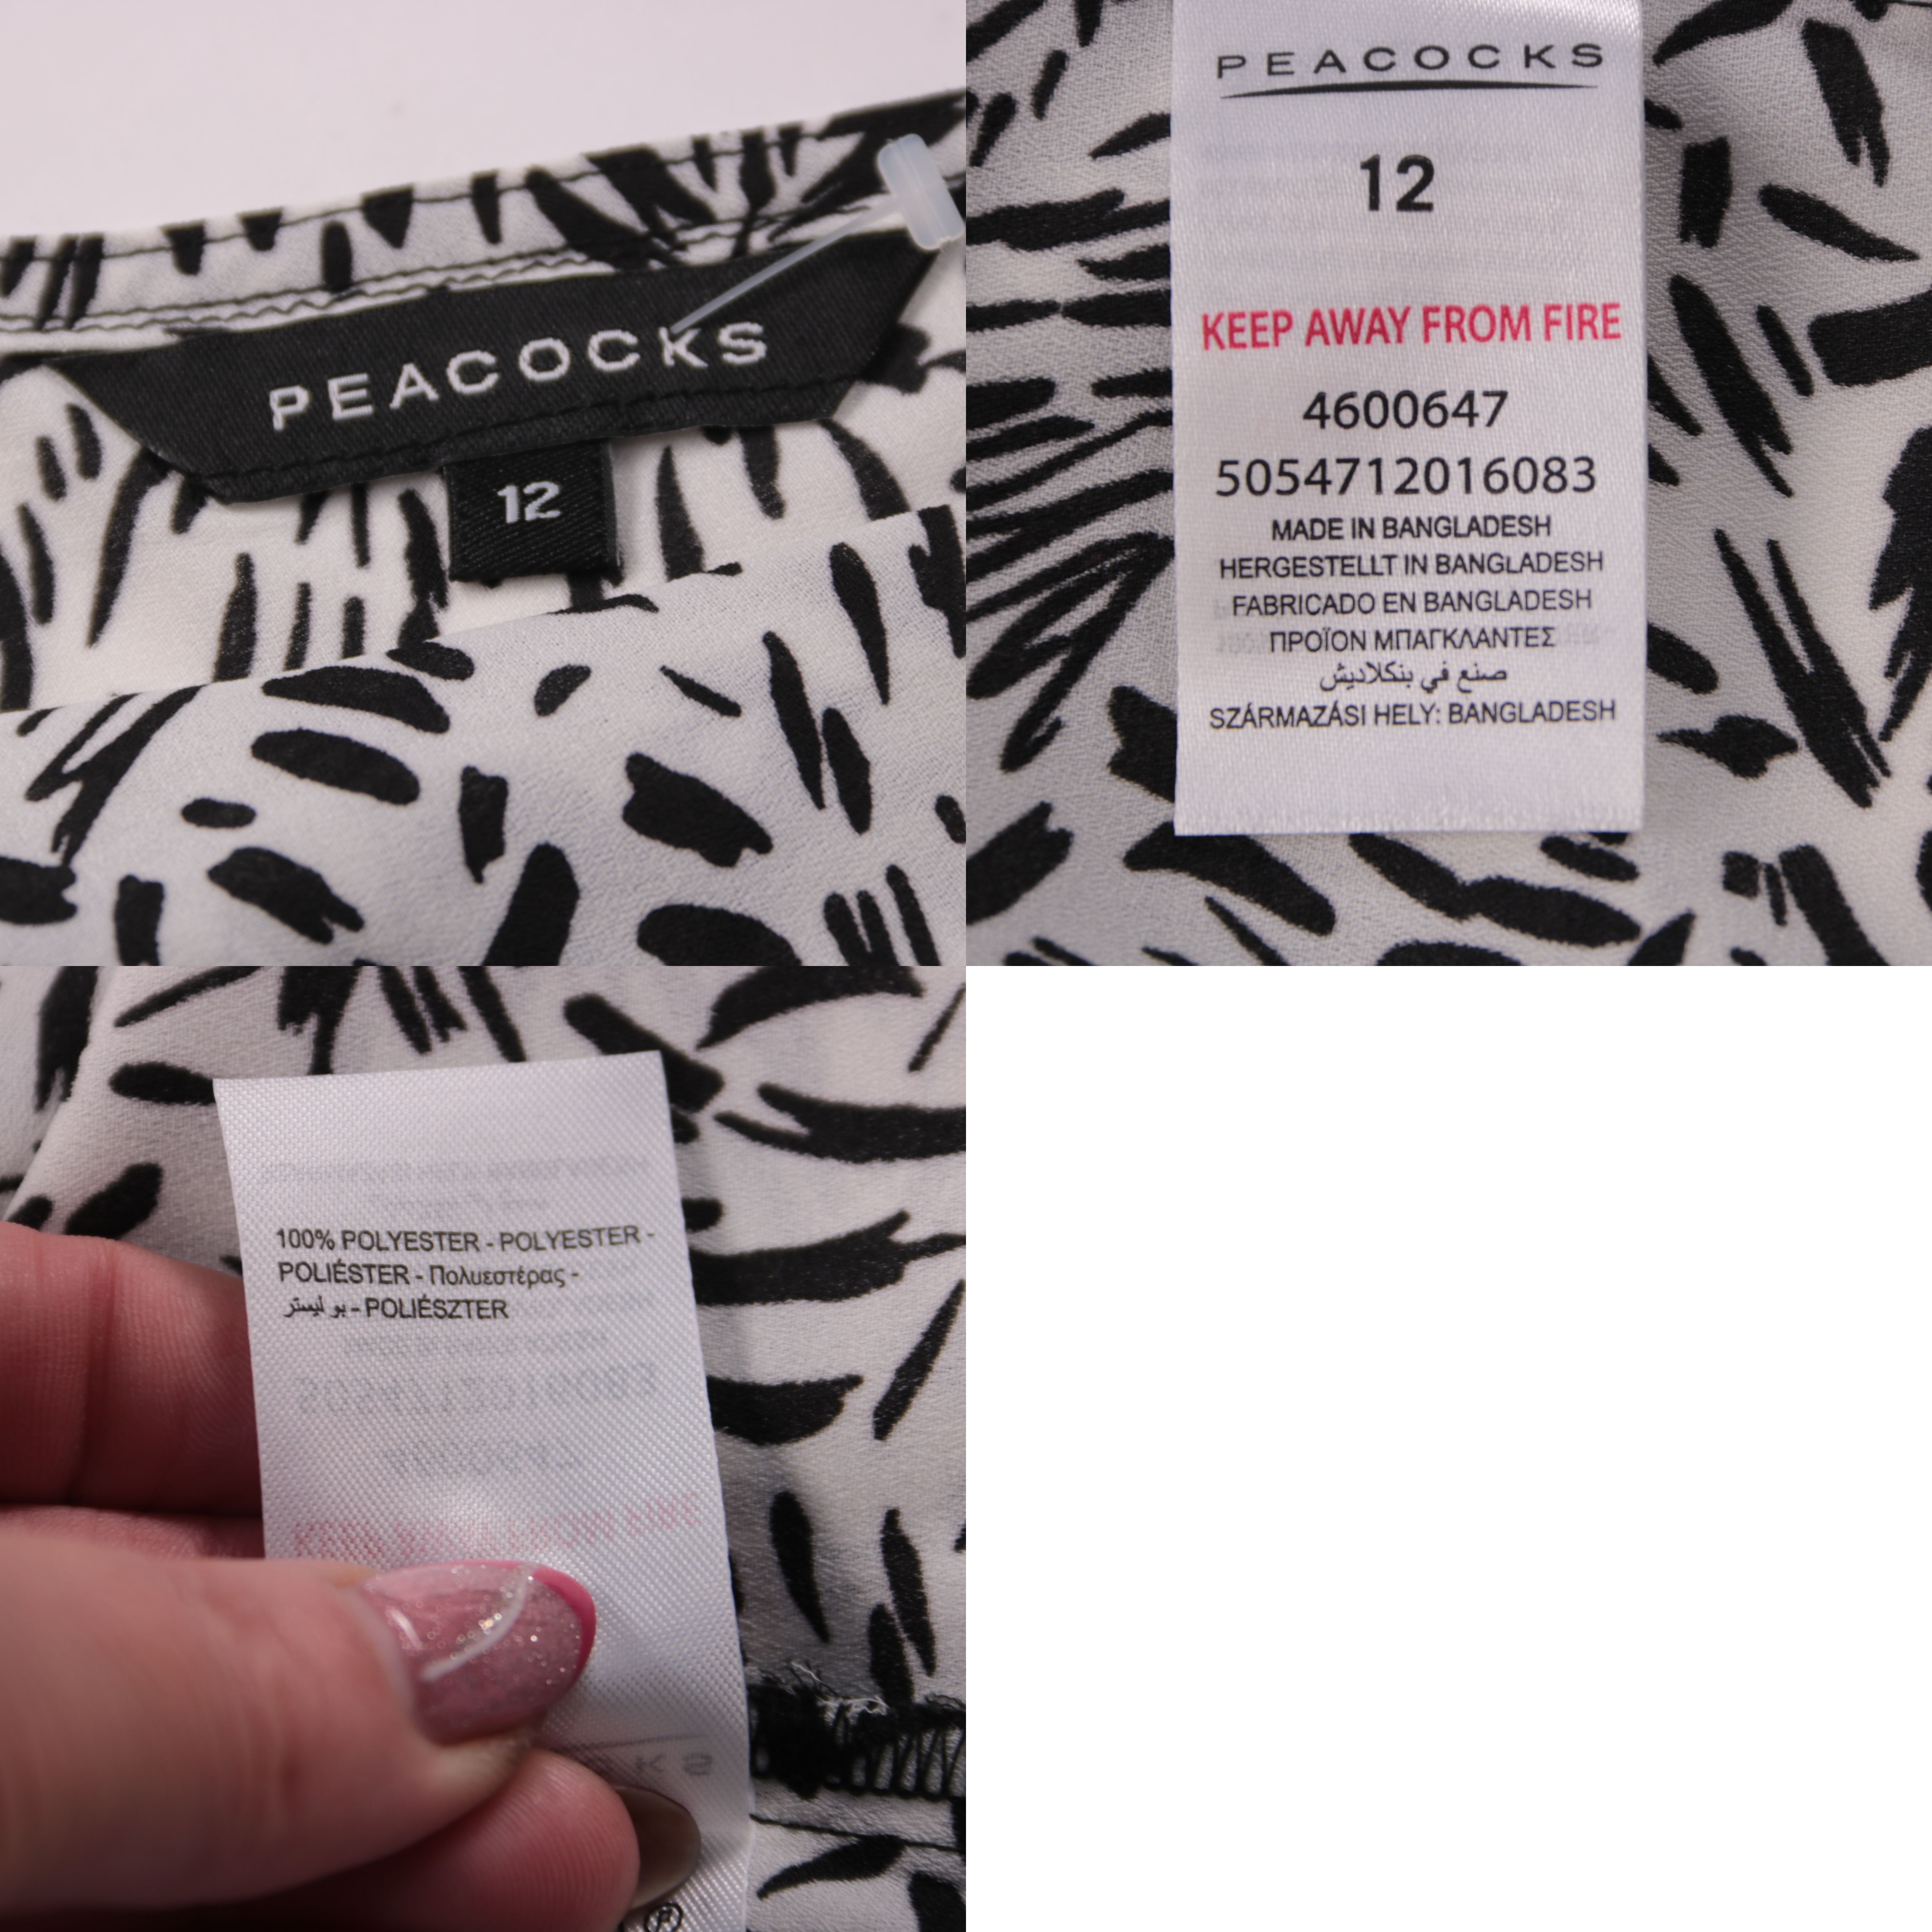 PEACOCKS
12
PEACOCKS
12
KEEP AWAY FROM FIRE
4600647
5054712016083
MADE IN BANGLADESH
HERGESTELLT IN BANGLADESH
FABRICADO EN BANGLADESH
ΠΡΟΪΟΝ ΜΠΑΓΚΛΑΝΤΕΣ
صنع في بنكلاديش
SZÁRMAZÁSI HELY: BANGLADESH
100% POLYESTER - POLYESTER -
POLIÉSTER - Πολυεστέρας -
بو ليستر - POLIÉSZTER